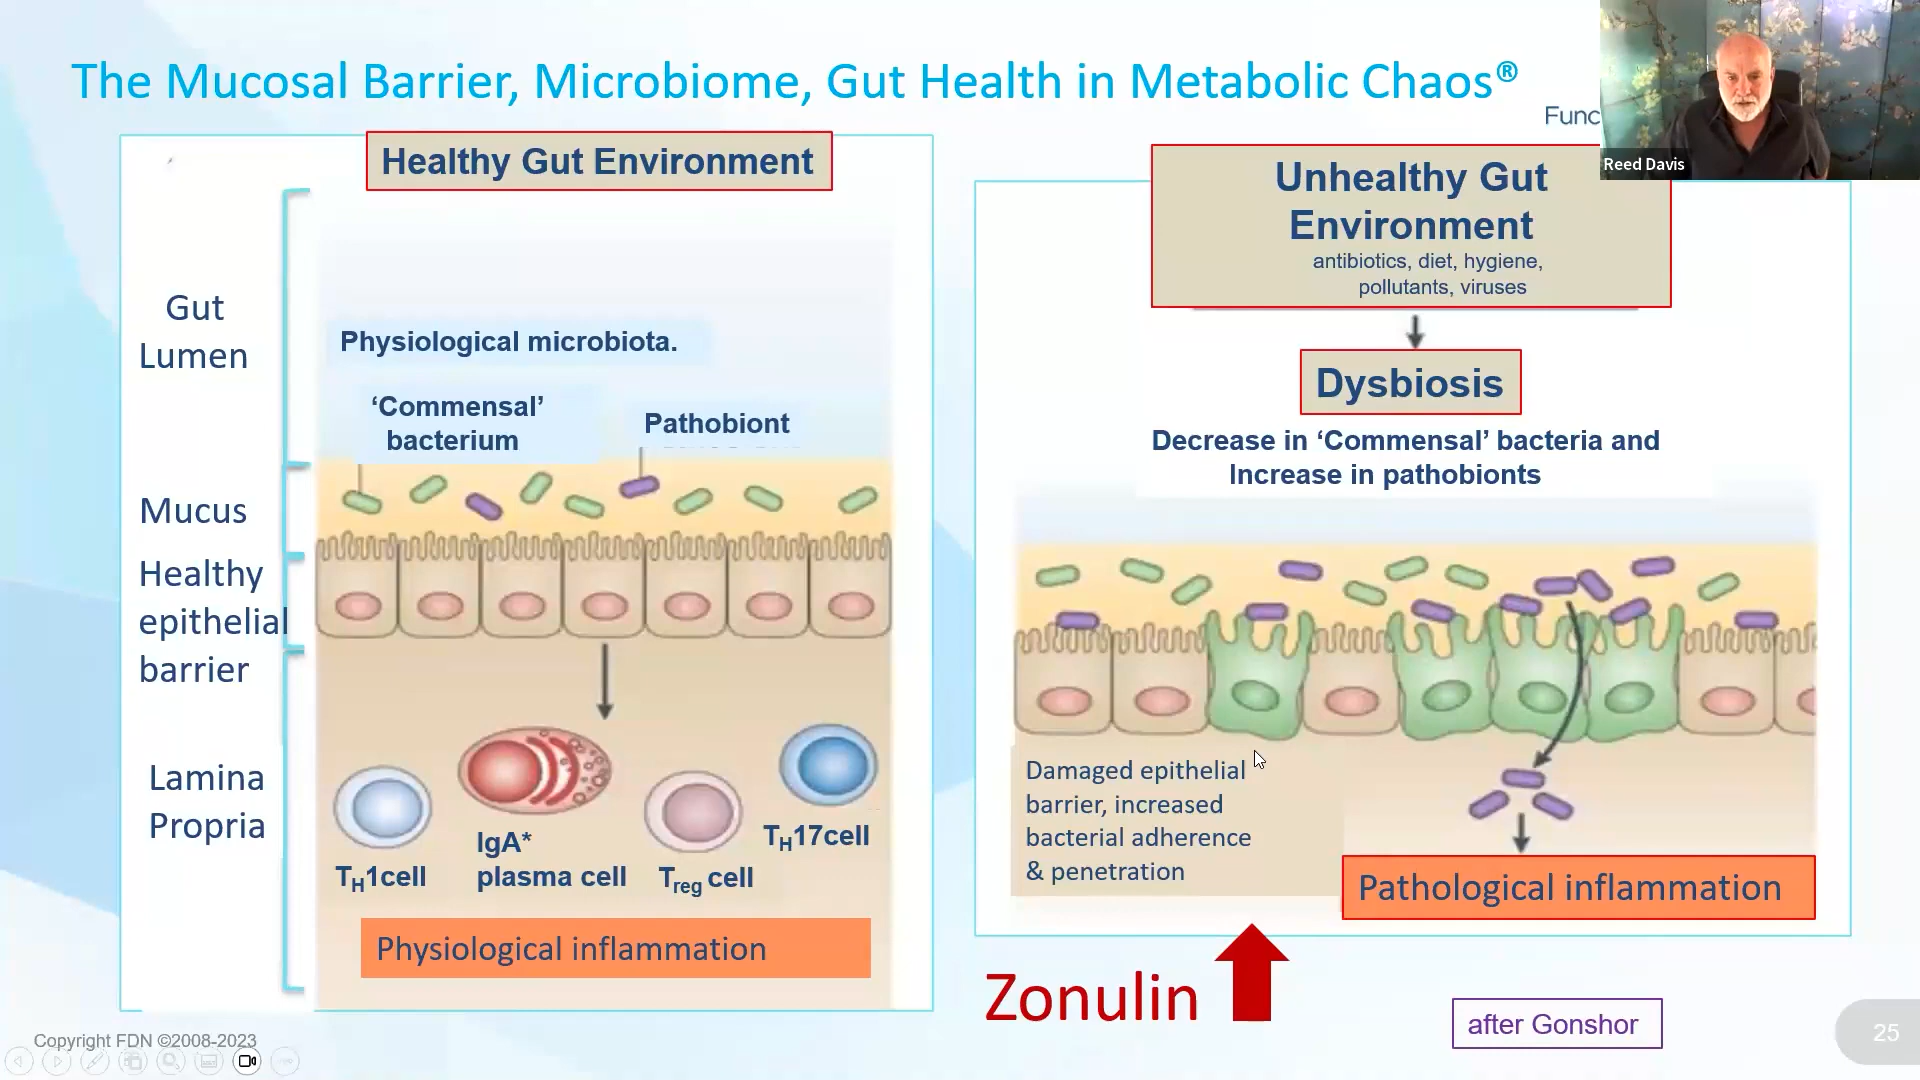 The Mucosal Barrier, Microbiome, Gut Health in Metabolic Chaos®
Func
Reed Davis
Healthy Gut Environment
Gut
Lumen
Physiological microbiota.
‘Commensal’
bacterium
Pathobiont
Mucus
Healthy
epithelial
barrier
Lamina
Propria
TH1cell
IgA*
plasma cell
Treg cell
TH17cell
Physiological inflammation
Unhealthy Gut
Environment
antibiotics, diet, hygiene,
pollutants, viruses
Dysbiosis
Decrease in ‘Commensal’ bacteria and
Increase in pathobionts
Damaged epithelial
barrier, increased
bacterial adherence
& penetration
Pathological inflammation
Zonulin
after Gonshor
Copyright FDN ©2008-2023
25